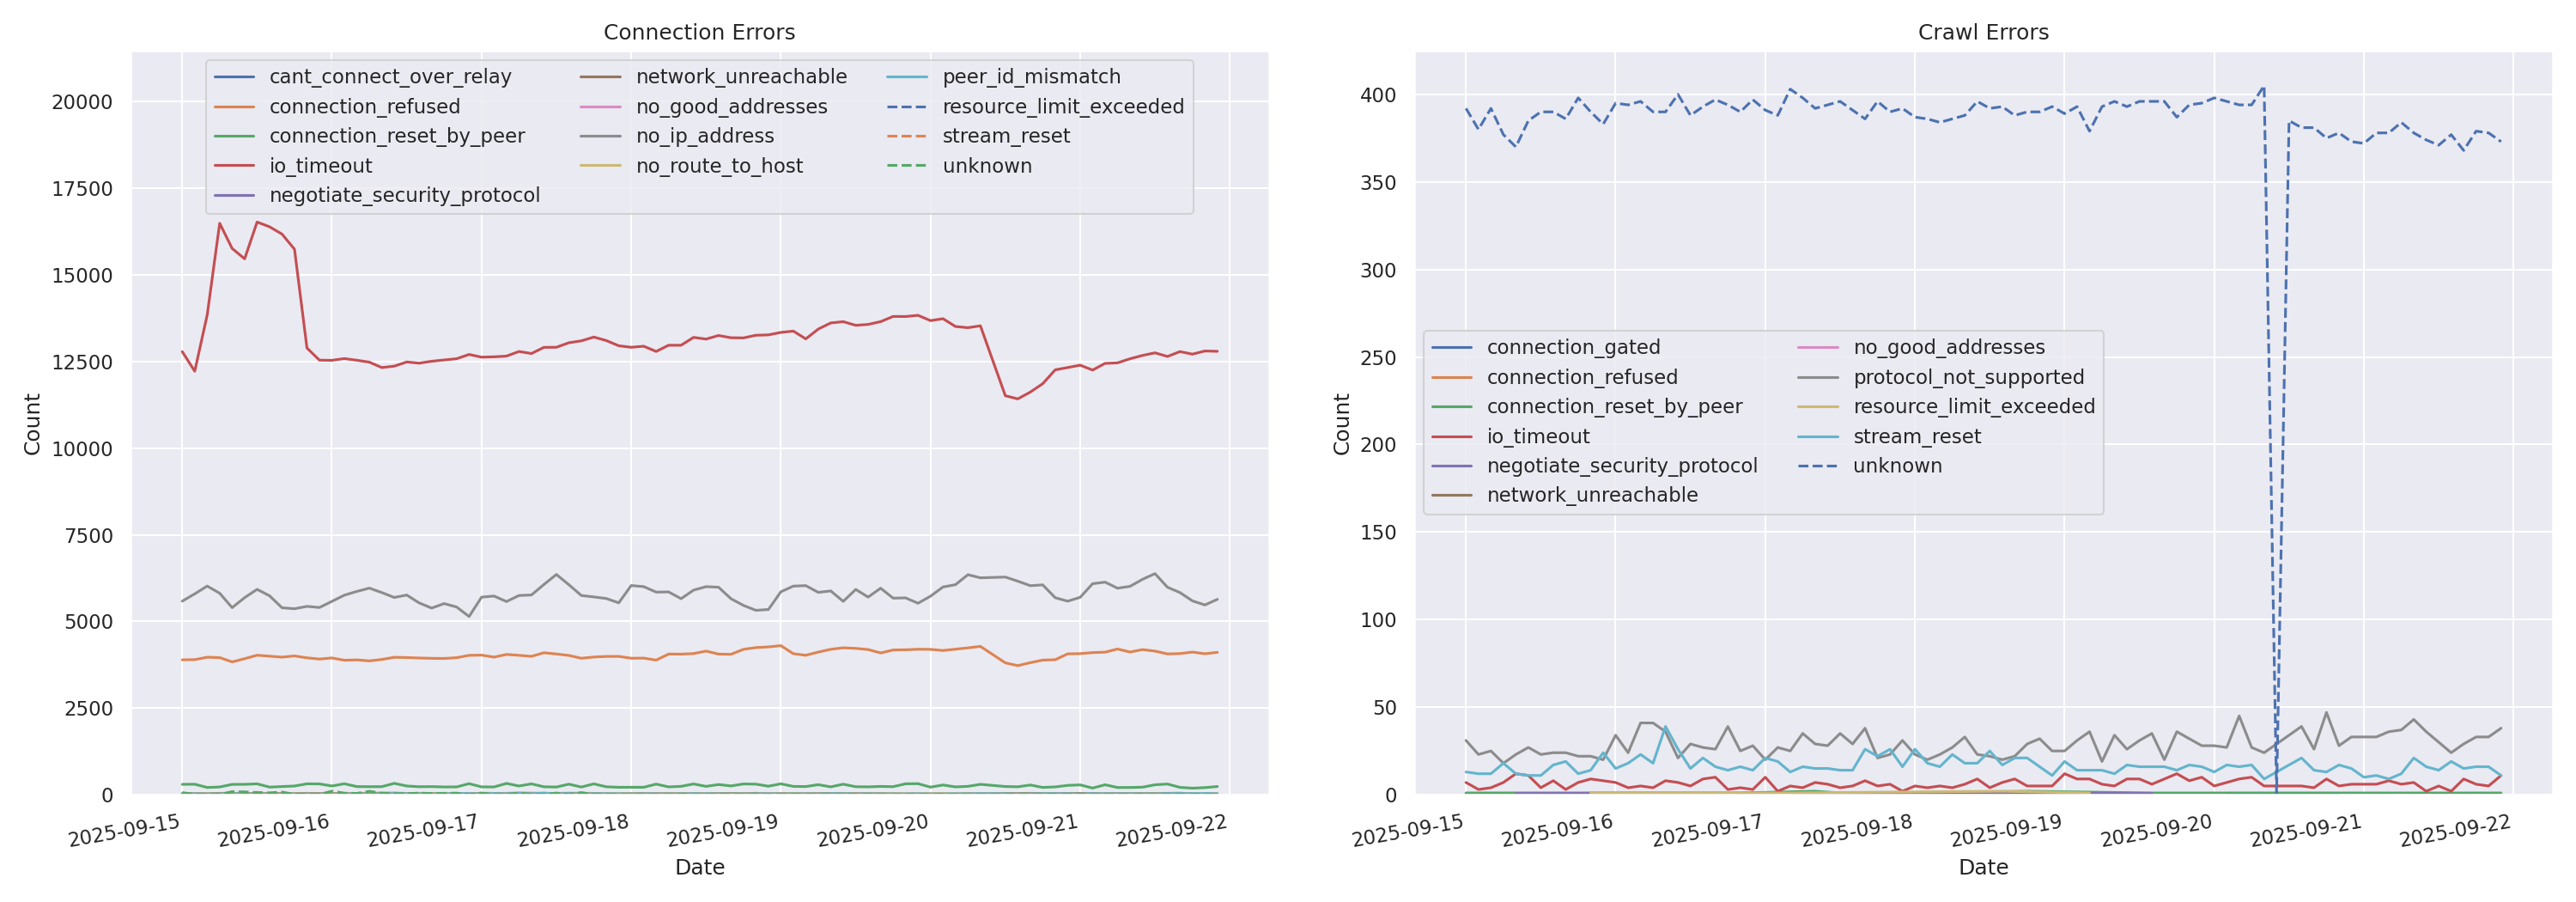 Connection Errors
20000
17500
15000
12500
10000
7500
5000
2500
0
Count
cant_connect_over_relay
connection_refused
connection_reset_by_peer
io_timeout
negotiate_security_protocol
network_unreachable
no_good_addresses
no_ip_address
no_route_to_host
peer_id_mismatch
resource_limit_exceeded
stream_reset
unknown
2025-09-15
2025-09-16
2025-09-17
2025-09-18
2025-09-19
2025-09-20
2025-09-21
2025-09-22
Date
Crawl Errors
400
350
300
250
200
150
100
50
0
Count
connection_gated
connection_refused
connection_reset_by_peer
io_timeout
negotiate_security_protocol
network_unreachable
no_good_addresses
protocol_not_supported
resource_limit_exceeded
stream_reset
unknown
2025-09-15
2025-09-16
2025-09-17
2025-09-18
2025-09-19
2025-09-20
2025-09-21
2025-09-22
Date